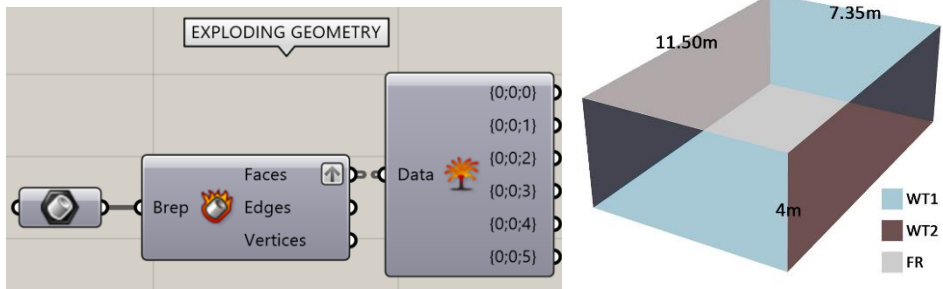 EXPLODING GEOMETRY
Brep
Faces
Edges
Vertices
Data
{0;0;0}
{0;0;1}
{0;0;2}
{0;0;3}
{0;0;4}
{0;0;5}
7.35m
11.50m
4m
WT1
WT2
FR